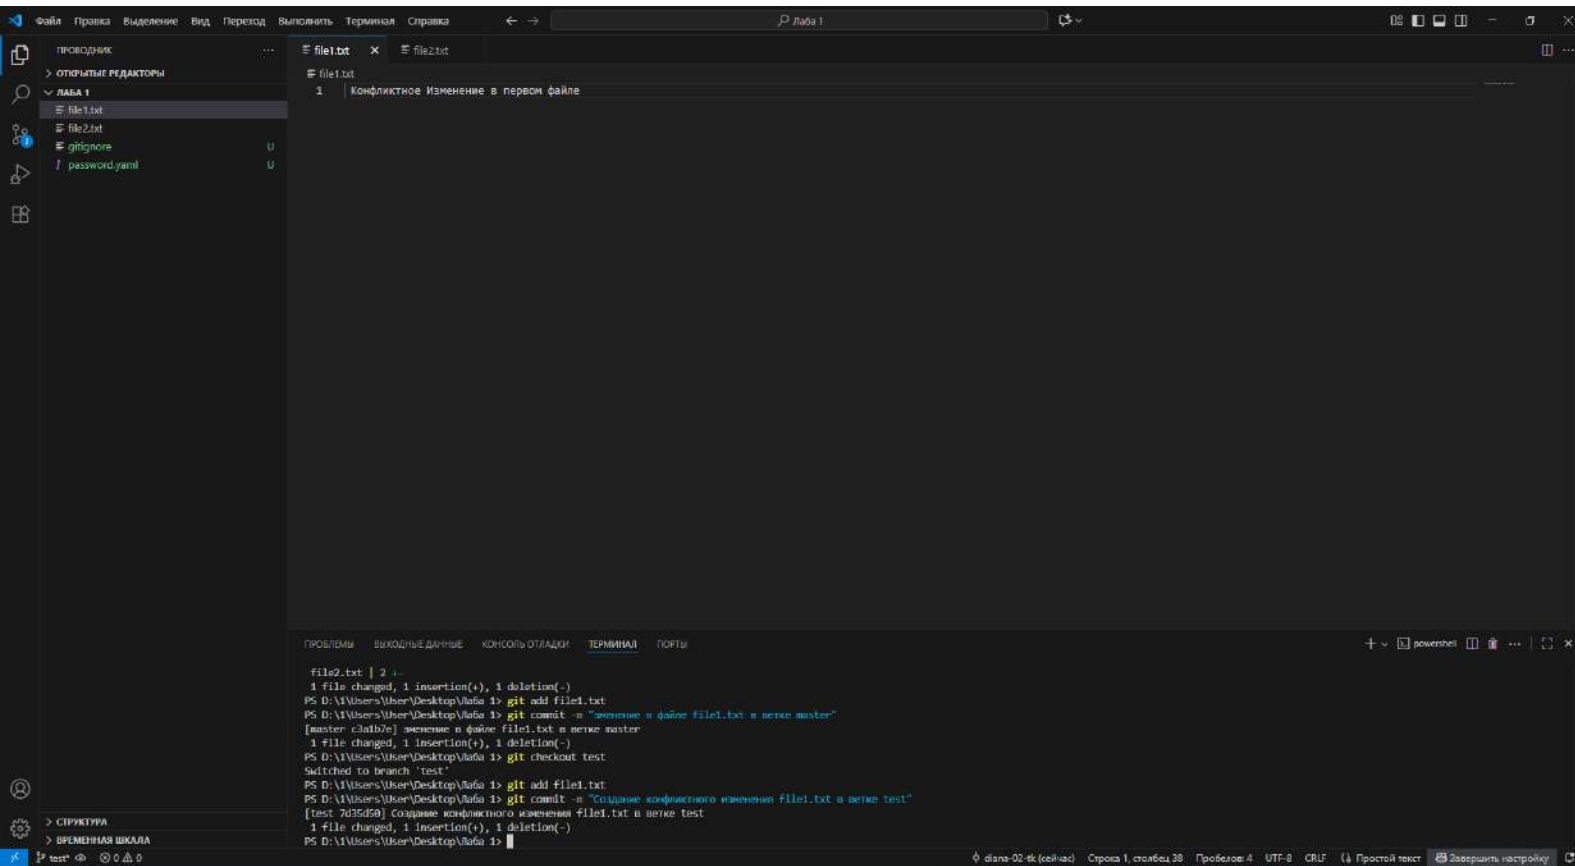 Файл Правка Выделение Вид Переход Выполнить Терминал Справка
Лаба 1
ПРОВОДНИК
file1.txt
file2.txt
ОТКРЫТЫЕ РЕДАКТОРЫ
file1.txt
ЛАБА 1
1 Конфликтное Изменение в первом файле
file1.txt
file2.txt
gitignore U
password.yaml U
ПРОБЛЕМЫ ВЫХОДНЫЕ ДАННЫЕ КОНСОЛЬ ОТЛАДКИ ТЕРМИНАЛ ПОРТЫ
powershell
file2.txt | 2 +-
1 file changed, 1 insertion(+), 1 deletion(-)
PS D:\1\Users\User\Desktop\Лаба 1> git add file1.txt
PS D:\1\Users\User\Desktop\Лаба 1> git commit -m "зменение в файле file1.txt в ветке master"
[master c3a1b7e] зменение в файле file1.txt в ветке master
1 file changed, 1 insertion(+), 1 deletion(-)
PS D:\1\Users\User\Desktop\Лаба 1> git checkout test
Switched to branch 'test'
PS D:\1\Users\User\Desktop\Лаба 1> git add file1.txt
PS D:\1\Users\User\Desktop\Лаба 1> git commit -m "Создание конфликтного изменения file1.txt в ветке test"
[test 7d35d50] Создание конфликтного изменения file1.txt в ветке test
1 file changed, 1 insertion(+), 1 deletion(-)
PS D:\1\Users\User\Desktop\Лаба 1>
СТРУКТУРА
ВРЕМЕННАЯ ШКАЛА
test* 0 0
diana-02-tk (сейчас) Строка 1, столбец 38 Пробелов: 4 UTF-8 CRLF Простой текст Завершить настройку